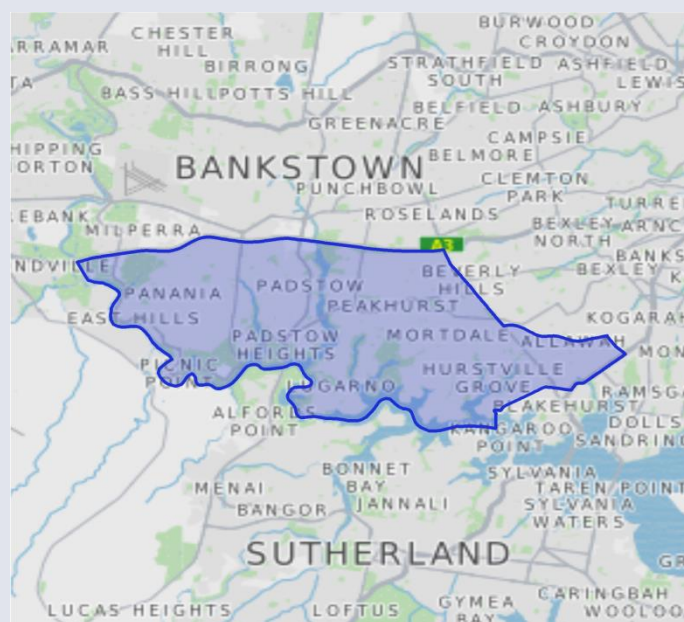 BURWOOD
CHESTER
HILL
CROYDON
ARRAMAR
BIRRONG
STRATHFIELD ASHFIELD
SOUTH
LEWIS
TA
BASS HILL POTTS HILL
BELFIELD ASHBURY
GREENACRE
CAMPSIE
HIPPING
NORTON
BELMORE
BANKSTOWN
CLEMTON
PARK
PUNCHBOWL
TURRE
REBANK
ROSELANDS
BEXLEY
NORTH
ARNC
MILPERRA
A3
BANKS
NDVILLE
BEVERLY
HILLS
BEXLEY
K
PADSTOW
PANANIA
PEAKHURST
EAST HILLS
KOGARAH
PADSTOW
HEIGHTS
MORTDALE
ALLAWAH
MON
PICNIC
POINT
HURSTVILLE
GROVE
LUGARNO
RAMSGA
ALFORDS
POINT
BLAKEHURST
DOLLS
KANGAROO
POINT
SANDRING
BONNET
BAY
SYLVANIA
MENAI
TAREN POINT
JANNALI
SYLVANIA
WATERS
BANGOR
SUTHERLAND
GR
CARINGBAH
LUCAS HEIGHTS
LOFTUS
GYMEA
BAY
WOOLOO